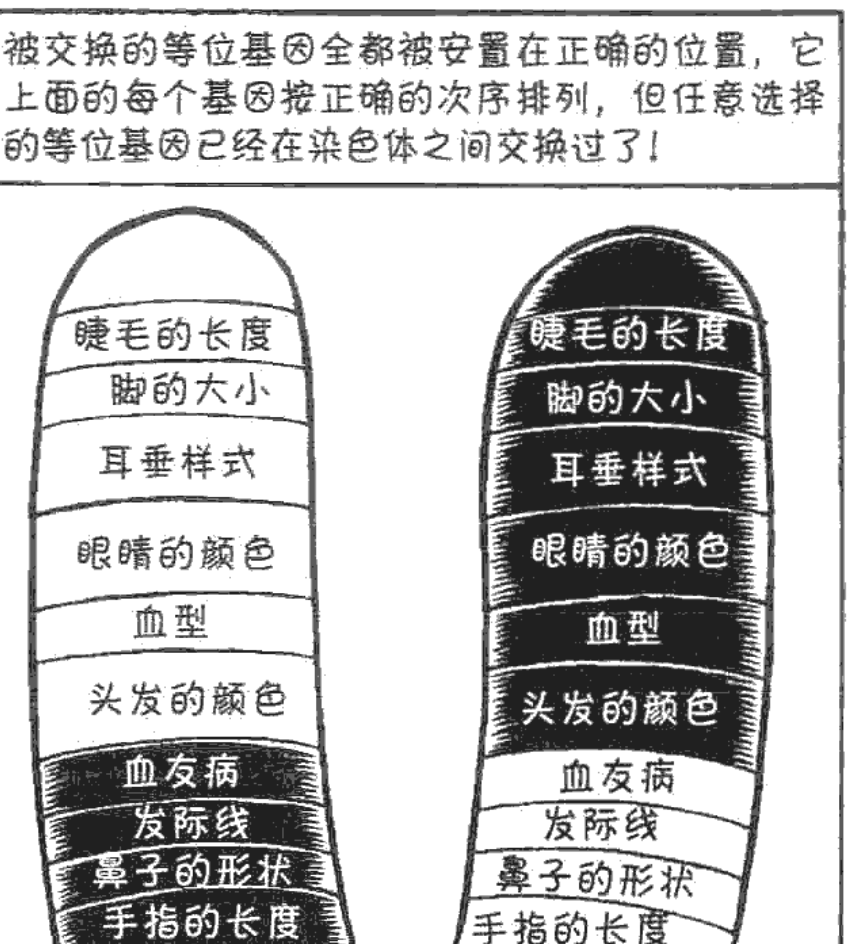 被交换的等位基因全都被安置在正确的位置，它
上面的每个基因按正确的次序排列，但任意选择
的等位基因已经在染色体之间交换过了！
睫毛的长度
脚的大小
耳垂样式
眼睛的颜色
血型
头发的颜色
血友病
发际线
鼻子的形状
手指的长度
睫毛的长度
脚的大小
耳垂样式
眼睛的颜色
血型
头发的颜色
血友病
发际线
鼻子的形状
手指的长度